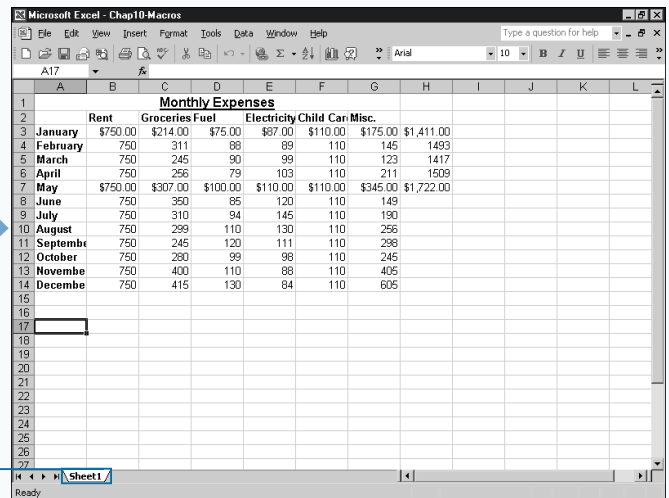 Microsoft Excel - Chap10-Macros
File Edit View Insert Format Tools Data Window Help Type a question for help
Arial 10 B I U
A17 fx
A B C D E F G H I J K L
1 Monthly Expenses
2 Rent Groceries Fuel Electricity Child Car Misc.
3 January $750.00 $214.00 $75.00 $87.00 $110.00 $175.00 $1,411.00
4 February 750 311 88 89 110 145 1493
5 March 750 245 90 99 110 123 1417
6 April 750 256 79 103 110 211 1509
7 May $750.00 $307.00 $100.00 $110.00 $110.00 $345.00 $1,722.00
8 June 750 350 85 120 110 149
9 July 750 310 94 145 110 190
10 August 750 299 110 130 110 256
11 Septembe 750 245 120 111 110 298
12 October 750 280 99 98 110 245
13 Novembe 750 400 110 88 110 405
14 Decembe 750 415 130 84 110 605
15
16
17
18
19
20
21
22
23
24
25
26
27
Sheet1
Ready